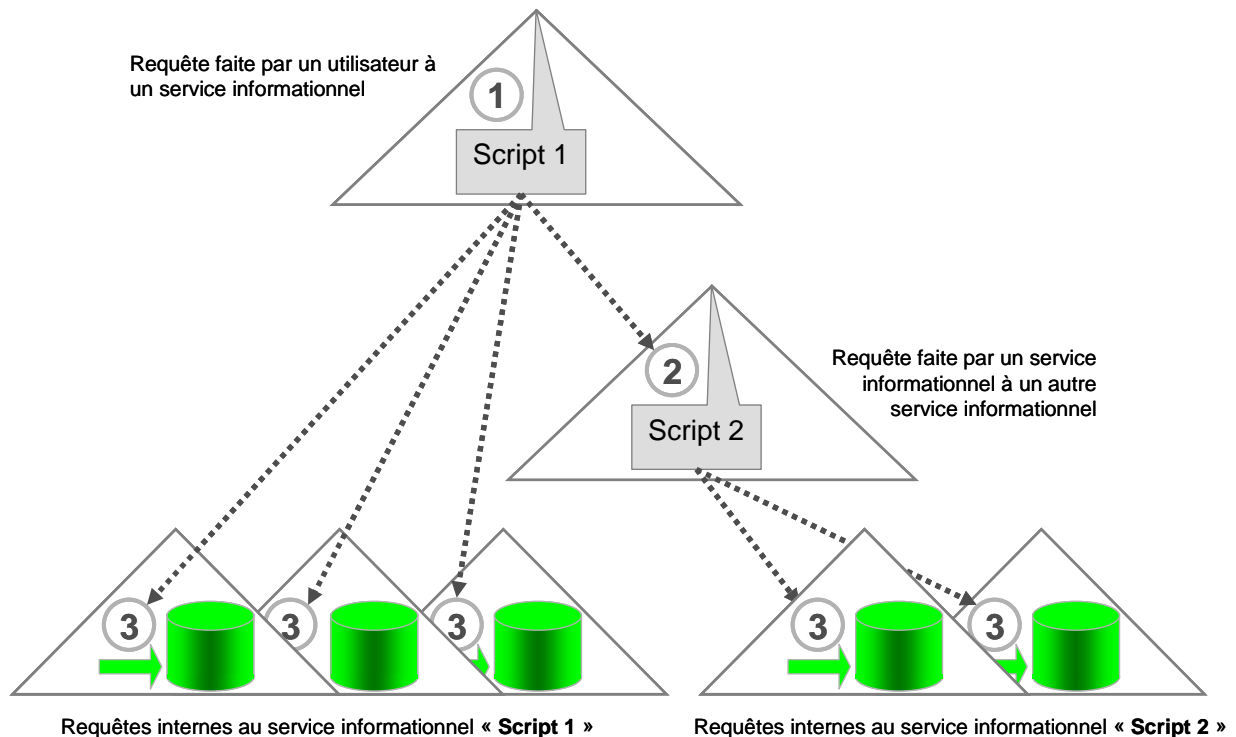 Requête faite par un utilisateur à
un service informationnel
1
Script 1
2
Requête faite par un service
informationnel à un autre
service informationnel
Script 2
3
3
3
3
3
Requêtes internes au service informationnel « Script 1 »
Requêtes internes au service informationnel « Script 2 »